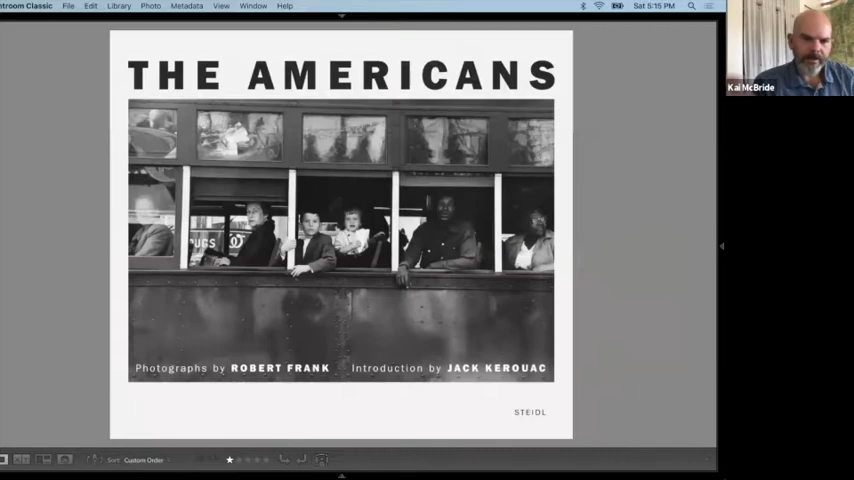 ntroom Classic File Edit Library Photo Metadata View Window Help Sat 5:15 PM
Kai McBride
THE AMERICANS
UGS
Photographs by ROBERT FRANK Introduction by JACK KEROUAC
STEIDL
Sort: Custom Order